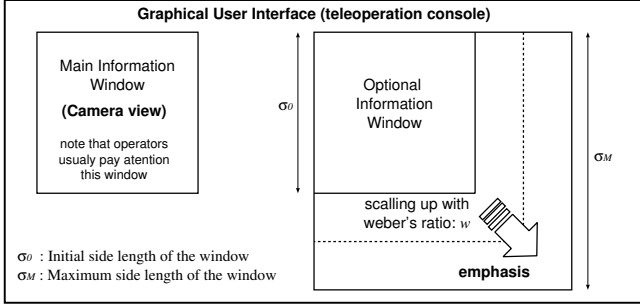 Graphical User Interface (teleoperation console)
Main Information
Window
(Camera view)
note that operators
usualy pay atention
this window
σ0
Optional
Information
Window
σM
scalling up with
weber's ratio: w
emphasis
σ0 : Initial side length of the window
σM : Maximum side length of the window